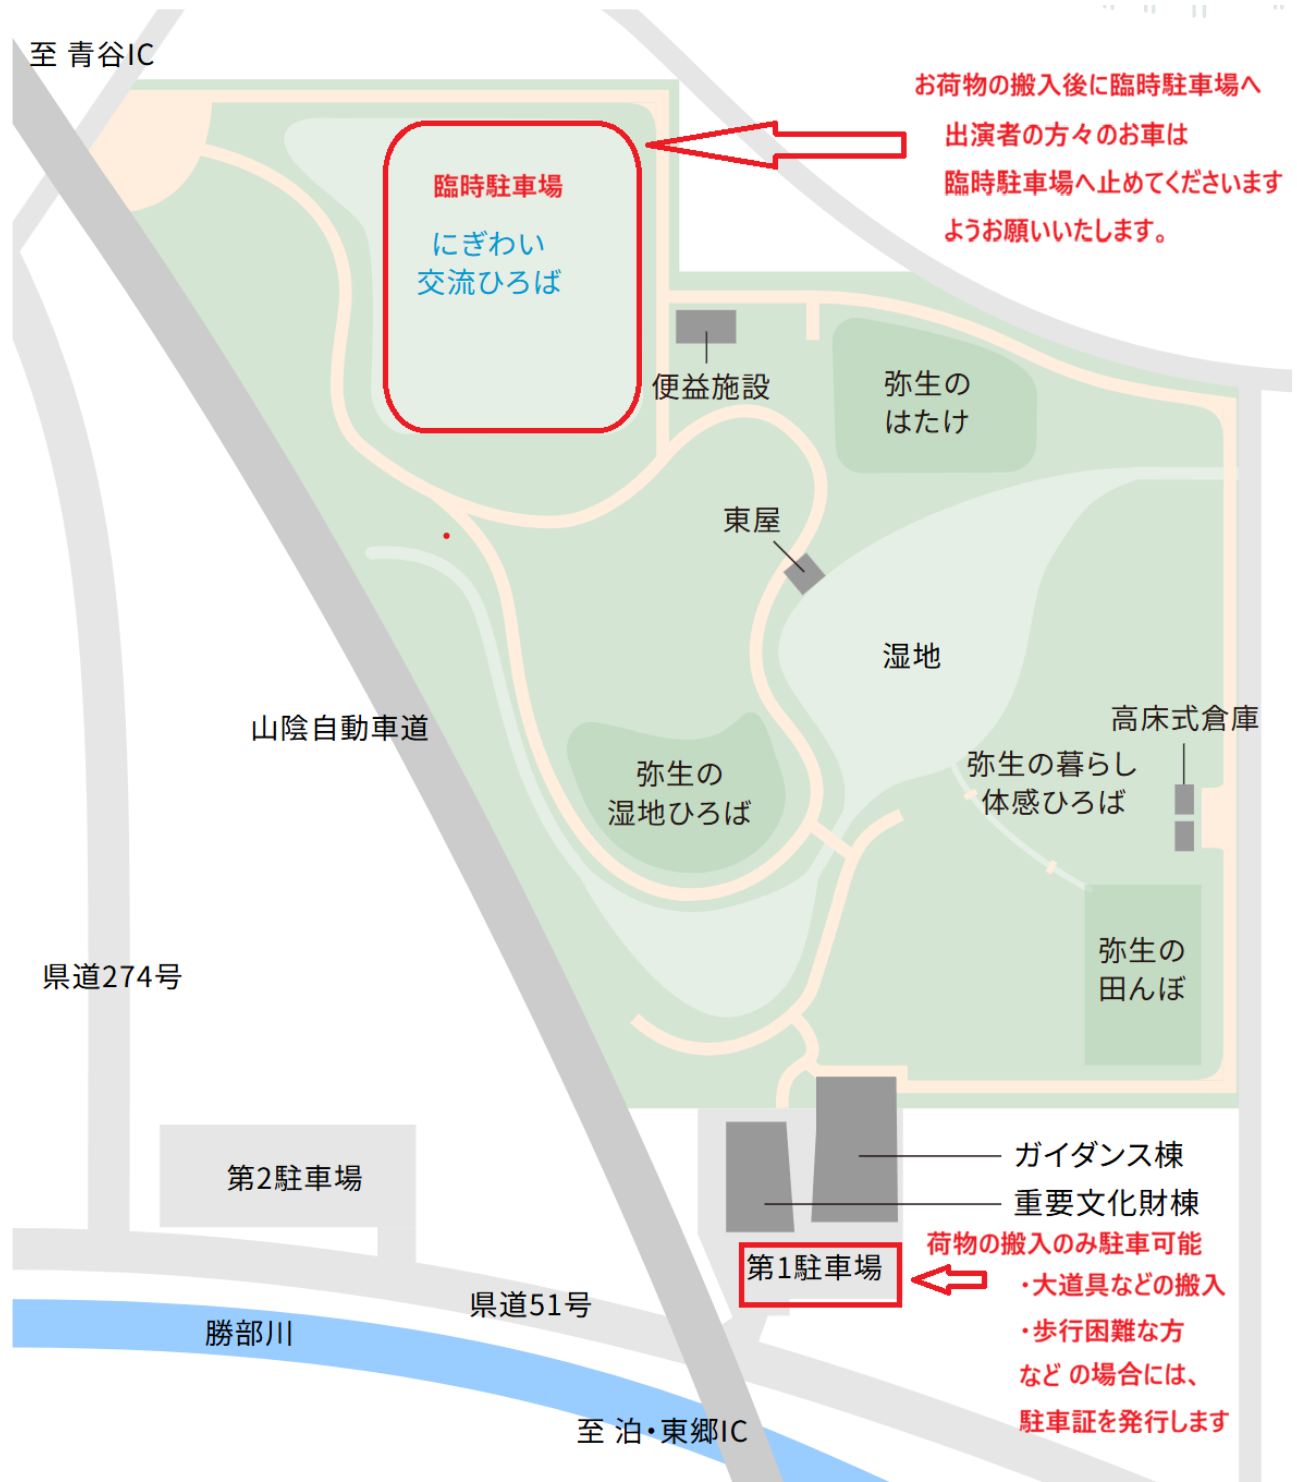 至 青谷IC
お荷物の搬入後に臨時駐車場へ
出演者の方々のお車は
臨時駐車場へ止めてくださいます
ようお願いいたします。
臨時駐車場
にぎわい
交流ひろば
便益施設
弥生の
はたけ
東屋
湿地
山陰自動車道
高床式倉庫
弥生の暮らし
体感ひろば
弥生の
湿地ひろば
弥生の
田んぼ
県道274号
第2駐車場
ガイダンス棟
重要文化財棟
荷物の搬入のみ駐車可能
第1駐車場
・大道具などの搬入
・歩行困難な方
など の場合には、
駐車証を発行します
県道51号
勝部川
至 泊・東郷IC